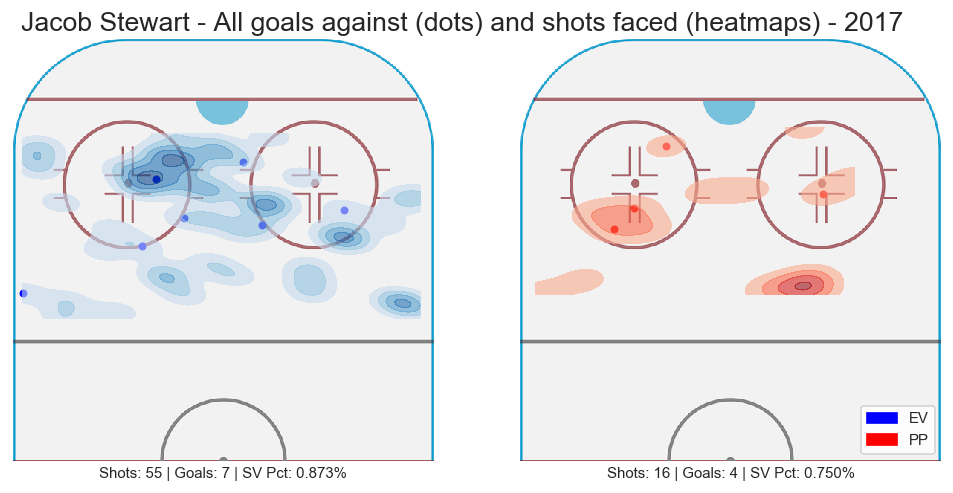 Jacob Stewart - All goals against (dots) and shots faced (heatmaps) - 2017
EV
PP
Shots: 55 | Goals: 7 | SV Pct: 0.873%
Shots: 16 | Goals: 4 | SV Pct: 0.750%